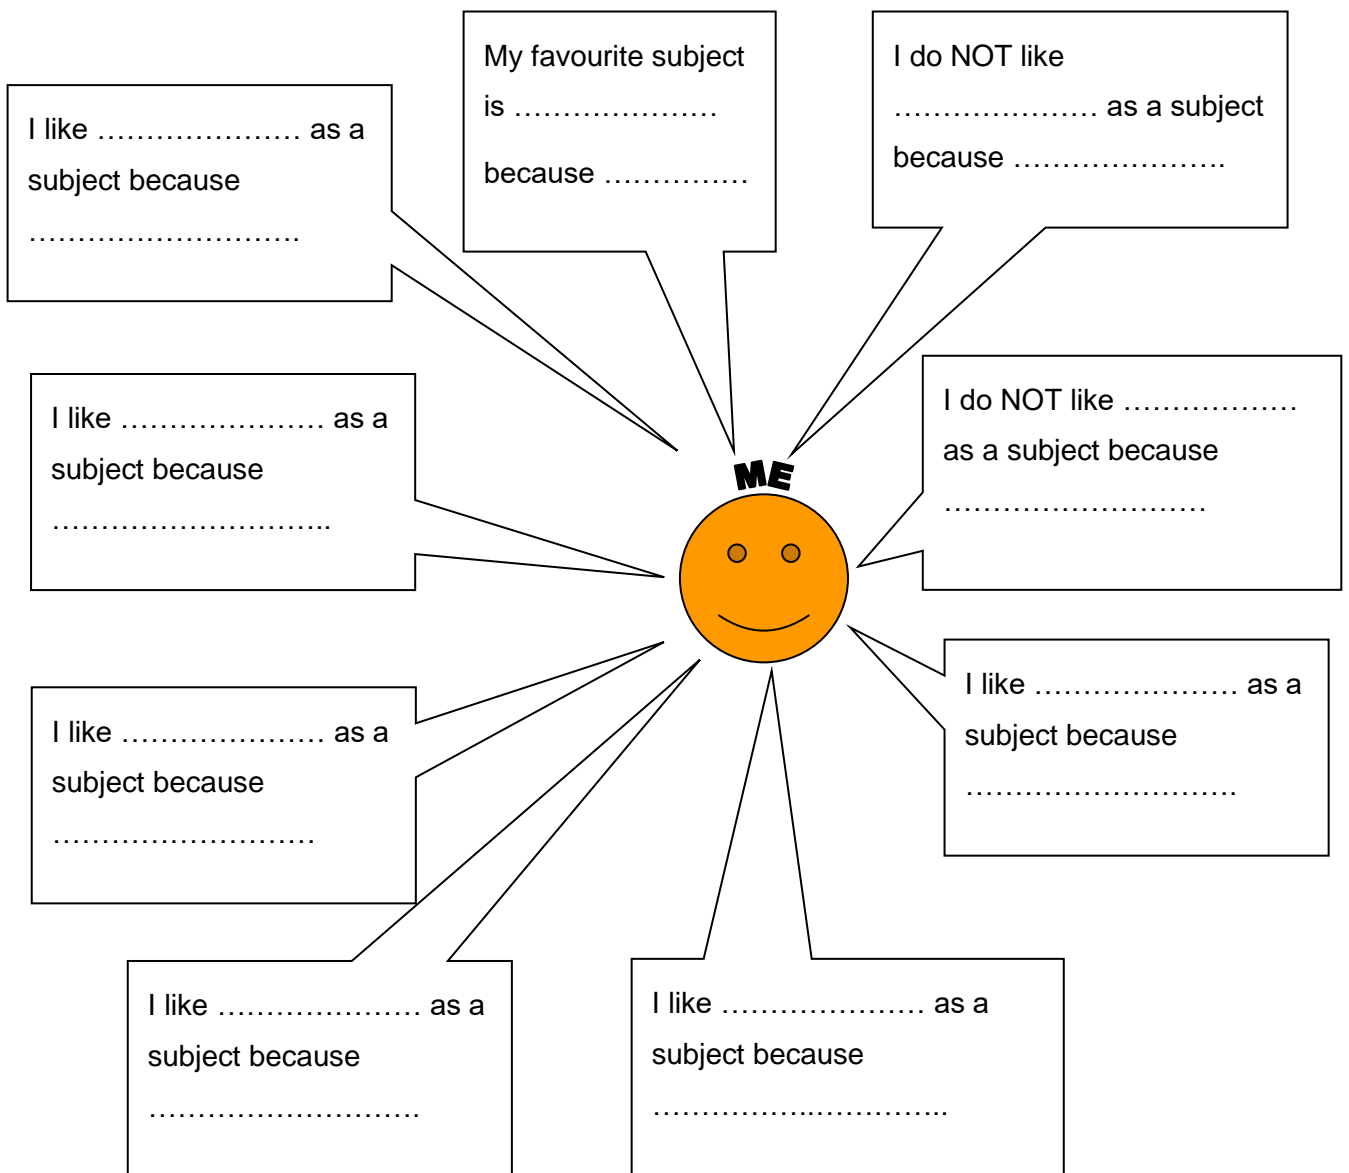 My favourite subject
is …………………
because ……………
I do NOT like
………………… as a subject
because ………………….
I like ………………… as a
subject because
……………………….
I like ………………… as a
subject because
………………………..
I do NOT like ………………
as a subject because
………………………
ME
I like ………………… as a
subject because
……………………….
I like ………………… as a
subject because
………………………
I like ………………… as a
subject because
……………………….
I like ………………… as a
subject because
……………..…………..